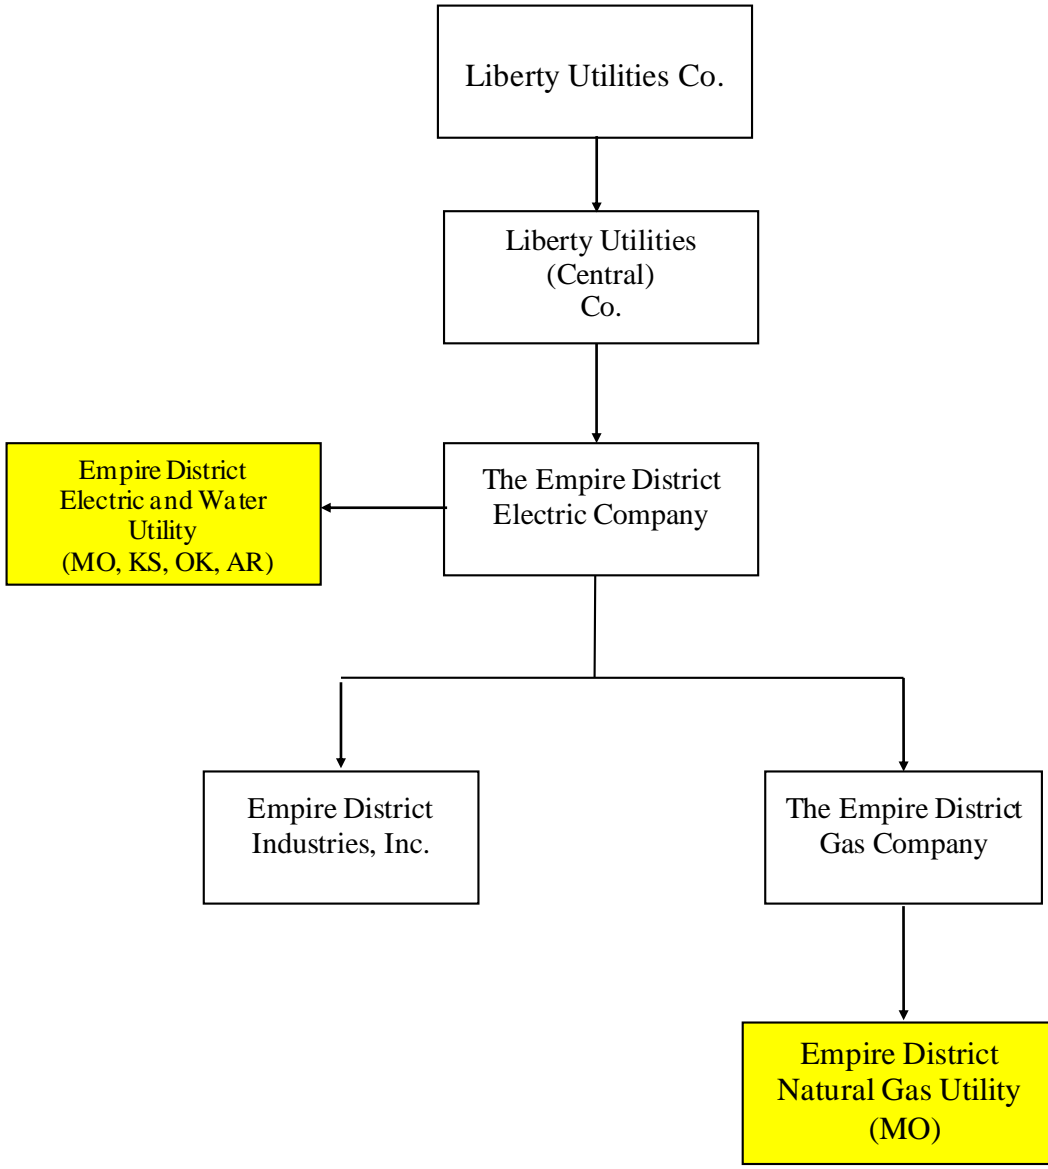 Liberty Utilities Co.
Liberty Utilities
(Central)
Co.
The Empire District
Electric Company
Empire District
Electric and Water
Utility
(MO, KS, OK, AR)
Empire District
Industries, Inc.
The Empire District
Gas Company
Empire District
Natural Gas Utility
(MO)